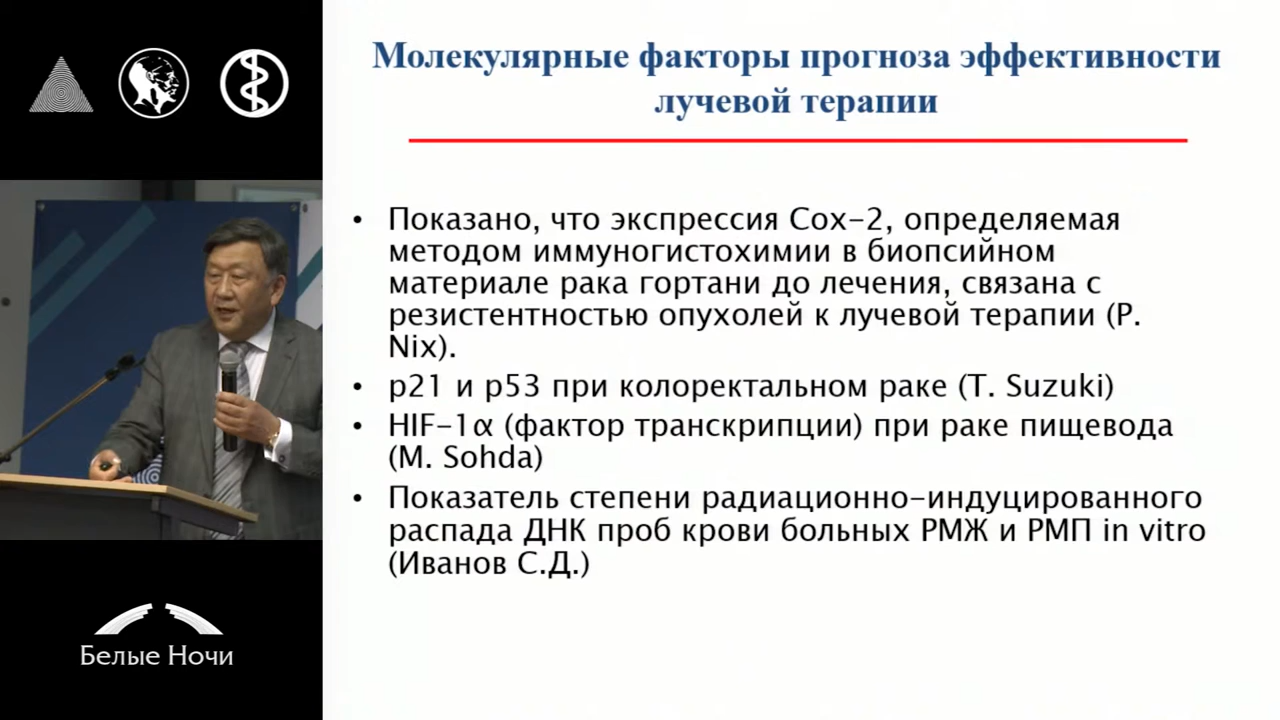 Молекулярные факторы прогноза эффективности
лучевой терапии
• Показано, что экспрессия Cox-2, определяемая
методом иммуногистохимии в биопсийном
материале рака гортани до лечения, связана с
резистентностью опухолей к лучевой терапии (P.
Nix).
• p21 и p53 при колоректальном раке (T. Suzuki)
• HIF-1α (фактор транскрипции) при раке пищевода
(M. Sohda)
• Показатель степени радиационно-индуцированного
распада ДНК проб крови больных РМЖ и РМП in vitro
(Иванов С.Д.)
Белые Ночи